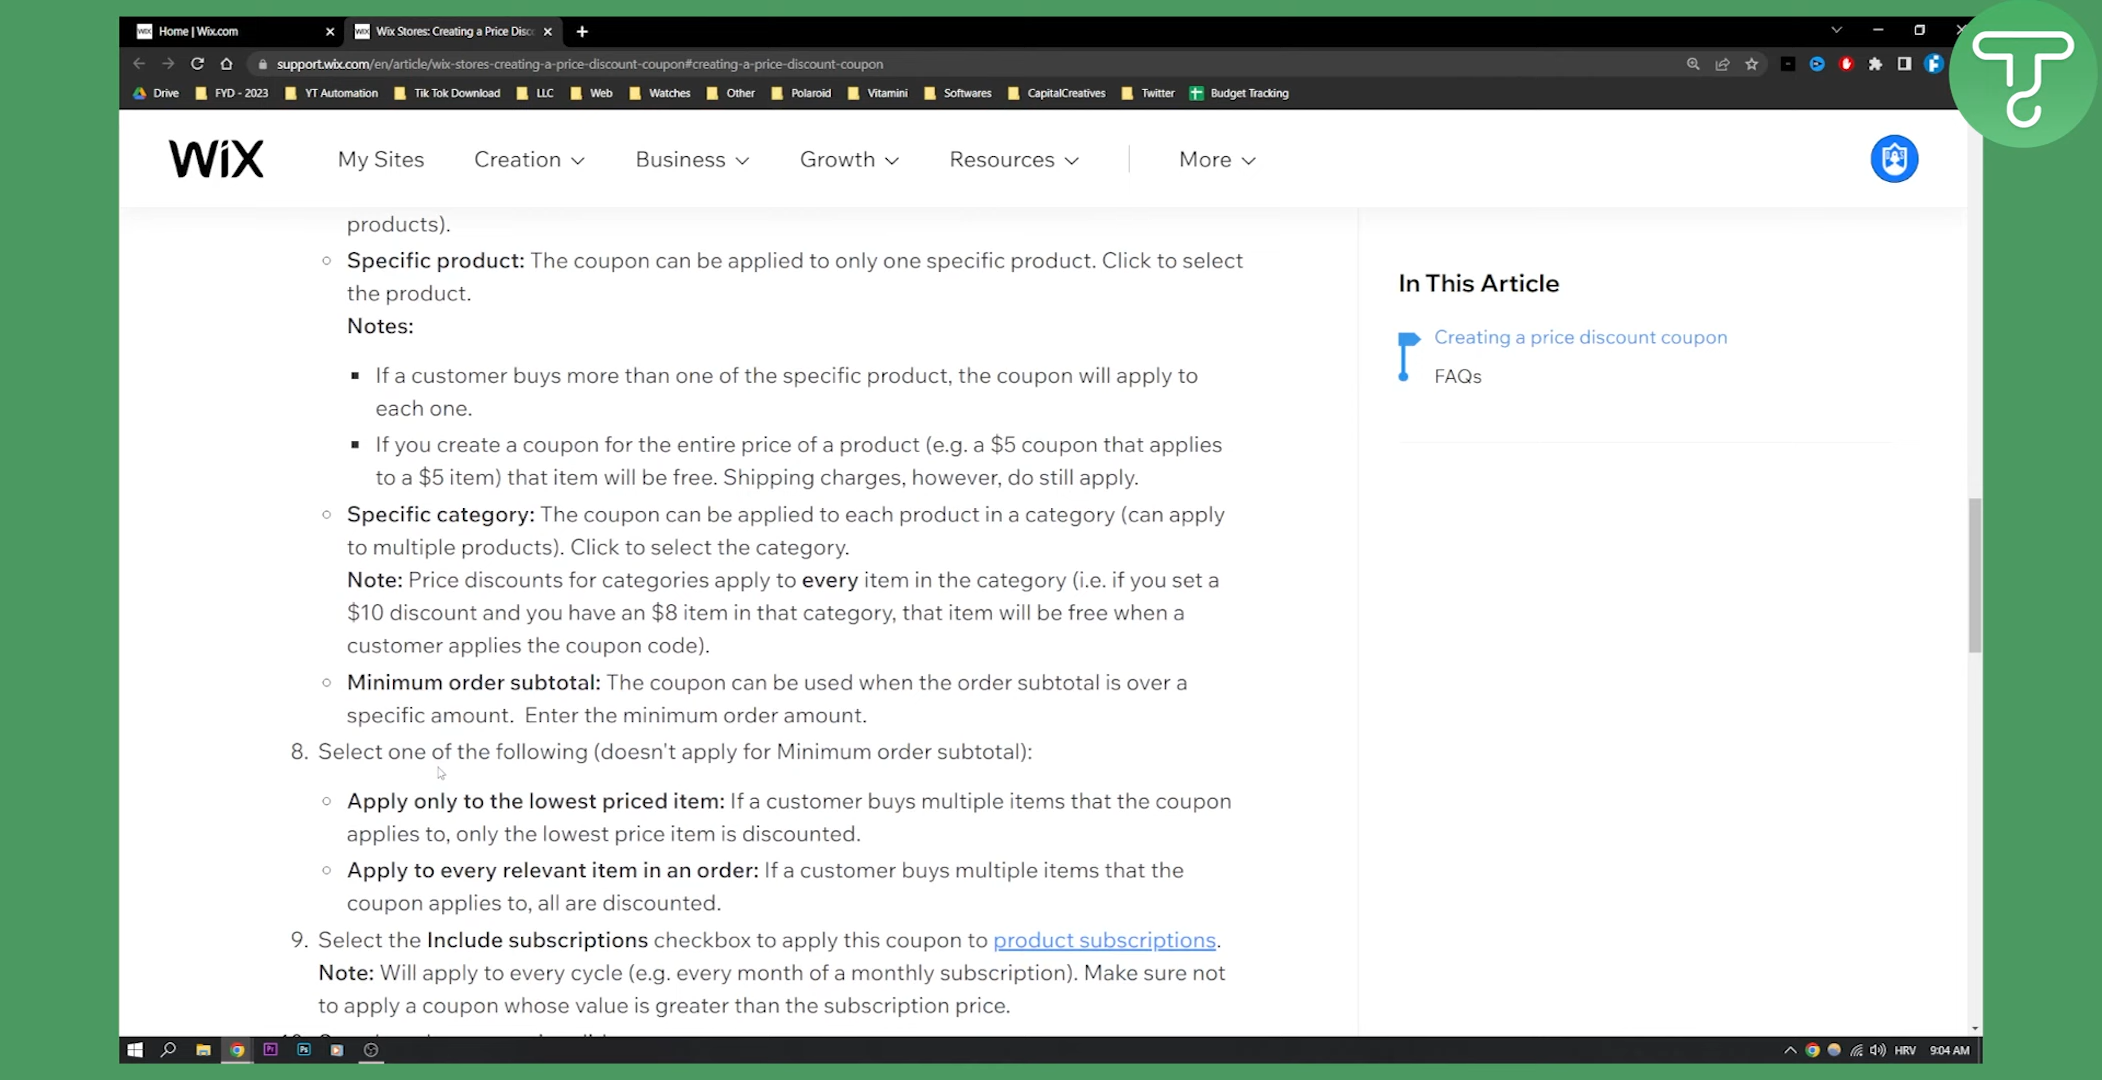 Home | Wix.com
Wix Stores: Creating a Price Disc
support.wix.com/en/article/wix-stores-creating-a-price-discount-coupon#creating-a-price-discount-coupon
Drive FYD - 2023 YT Automation Tik Tok Download LLC Web Watches Other Polaroid Vitamini Softwares CapitalCreatives Twitter Budget Tracking
WiX My Sites Creation Business Growth Resources More
products).
Specific product: The coupon can be applied to only one specific product. Click to select
the product.
Notes:
If a customer buys more than one of the specific product, the coupon will apply to
each one.
If you create a coupon for the entire price of a product (e.g. a $5 coupon that applies
to a $5 item) that item will be free. Shipping charges, however, do still apply.
Specific category: The coupon can be applied to each product in a category (can apply
to multiple products). Click to select the category.
Note: Price discounts for categories apply to every item in the category (i.e. if you set a
$10 discount and you have an $8 item in that category, that item will be free when a
customer applies the coupon code).
Minimum order subtotal: The coupon can be used when the order subtotal is over a
specific amount. Enter the minimum order amount.
8. Select one of the following (doesn't apply for Minimum order subtotal):
Apply only to the lowest priced item: If a customer buys multiple items that the coupon
applies to, only the lowest price item is discounted.
Apply to every relevant item in an order: If a customer buys multiple items that the
coupon applies to, all are discounted.
9. Select the Include subscriptions checkbox to apply this coupon to product subscriptions.
Note: Will apply to every cycle (e.g. every month of a monthly subscription). Make sure not
to apply a coupon whose value is greater than the subscription price.
In This Article
Creating a price discount coupon
FAQs
Pr Ps
HRV 9:04 AM